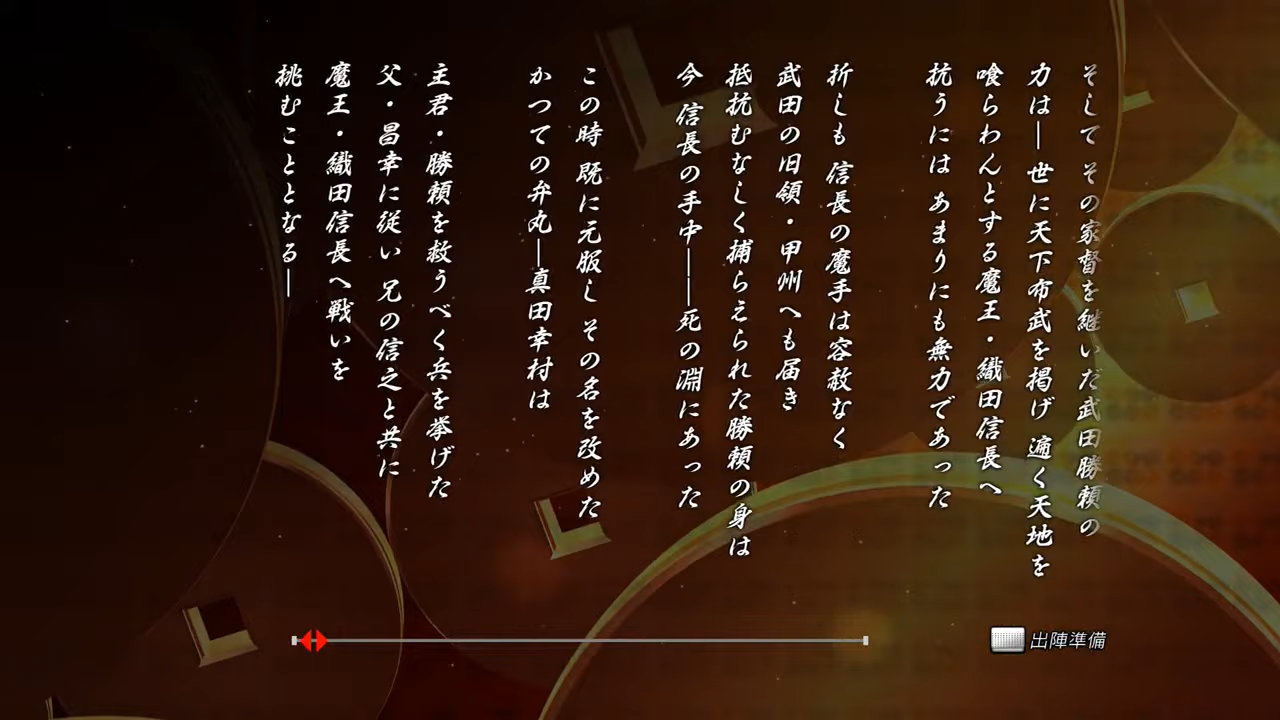 そして その家督を継いだ武田勝頼の
力は―世に天下布武を掲げ 遍く天地を
喰らわんとする魔王・織田信長へ
抗うには あまりにも無力であった
折しも 信長の魔手は容赦なく
武田の旧領・甲州へも届き
抵抗むなしく捕らえられた勝頼の身は
今 信長の手中――死の淵にあった
この時 既に元服し その名を改めた
かつての弁丸―真田幸村は
主君・勝頼を救うべく兵を挙げた
父・昌幸に従い 兄の信之と共に
魔王・織田信長へ戦いを
挑むこととなる―
出陣準備